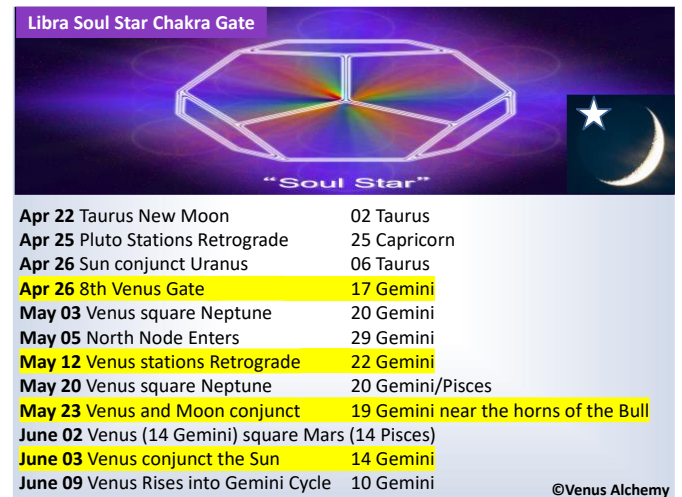 Libra Soul Star Chakra Gate
“Soul Star”
Apr 22 Taurus New Moon 02 Taurus
Apr 25 Pluto Stations Retrograde 25 Capricorn
Apr 26 Sun conjunct Uranus 06 Taurus
Apr 26 8th Venus Gate 17 Gemini
May 03 Venus square Neptune 20 Gemini
May 05 North Node Enters 29 Gemini
May 12 Venus stations Retrograde 22 Gemini
May 20 Venus square Neptune 20 Gemini/Pisces
May 23 Venus and Moon conjunct 19 Gemini near the horns of the Bull
June 02 Venus (14 Gemini) square Mars (14 Pisces)
June 03 Venus conjunct the Sun 14 Gemini
June 09 Venus Rises into Gemini Cycle 10 Gemini
©Venus Alchemy